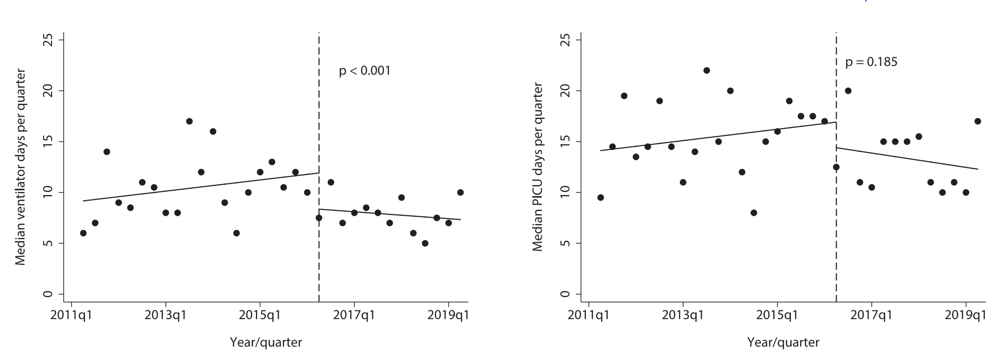 Median ventilator days per quarter
25
20
15
10
5
0
p < 0.001
2011q1 2013q1 2015q1 2017q1 2019q1
Year/quarter
Median PICU days per quarter
25
20
15
10
5
0
p = 0.185
2011q1 2013q1 2015q1 2017q1 2019q1
Year/quarter